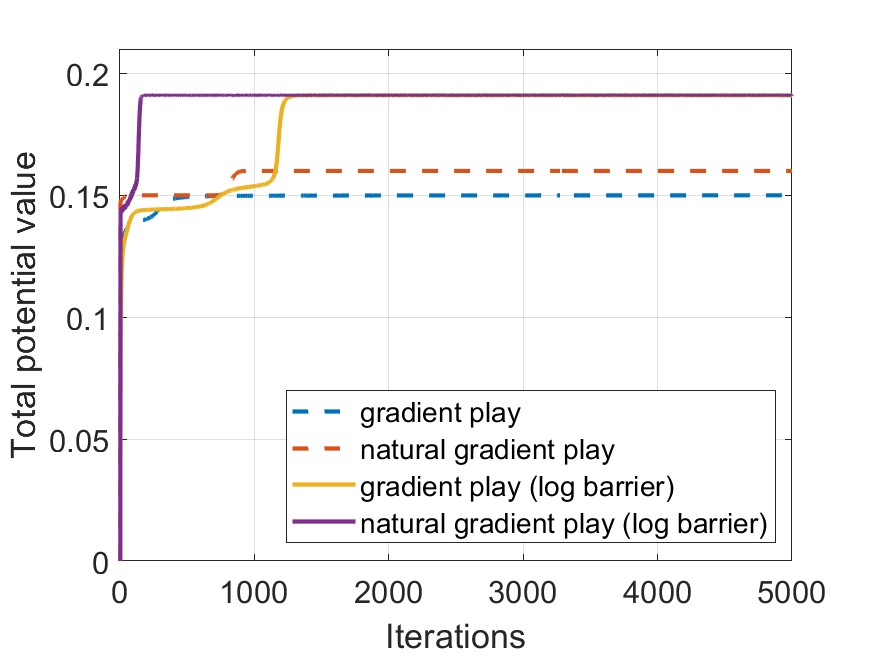 Total potential value
0.2
0.15
0.1
0.05
0
gradient play
natural gradient play
gradient play (log barrier)
natural gradient play (log barrier)
0 1000 2000 3000 4000 5000
Iterations